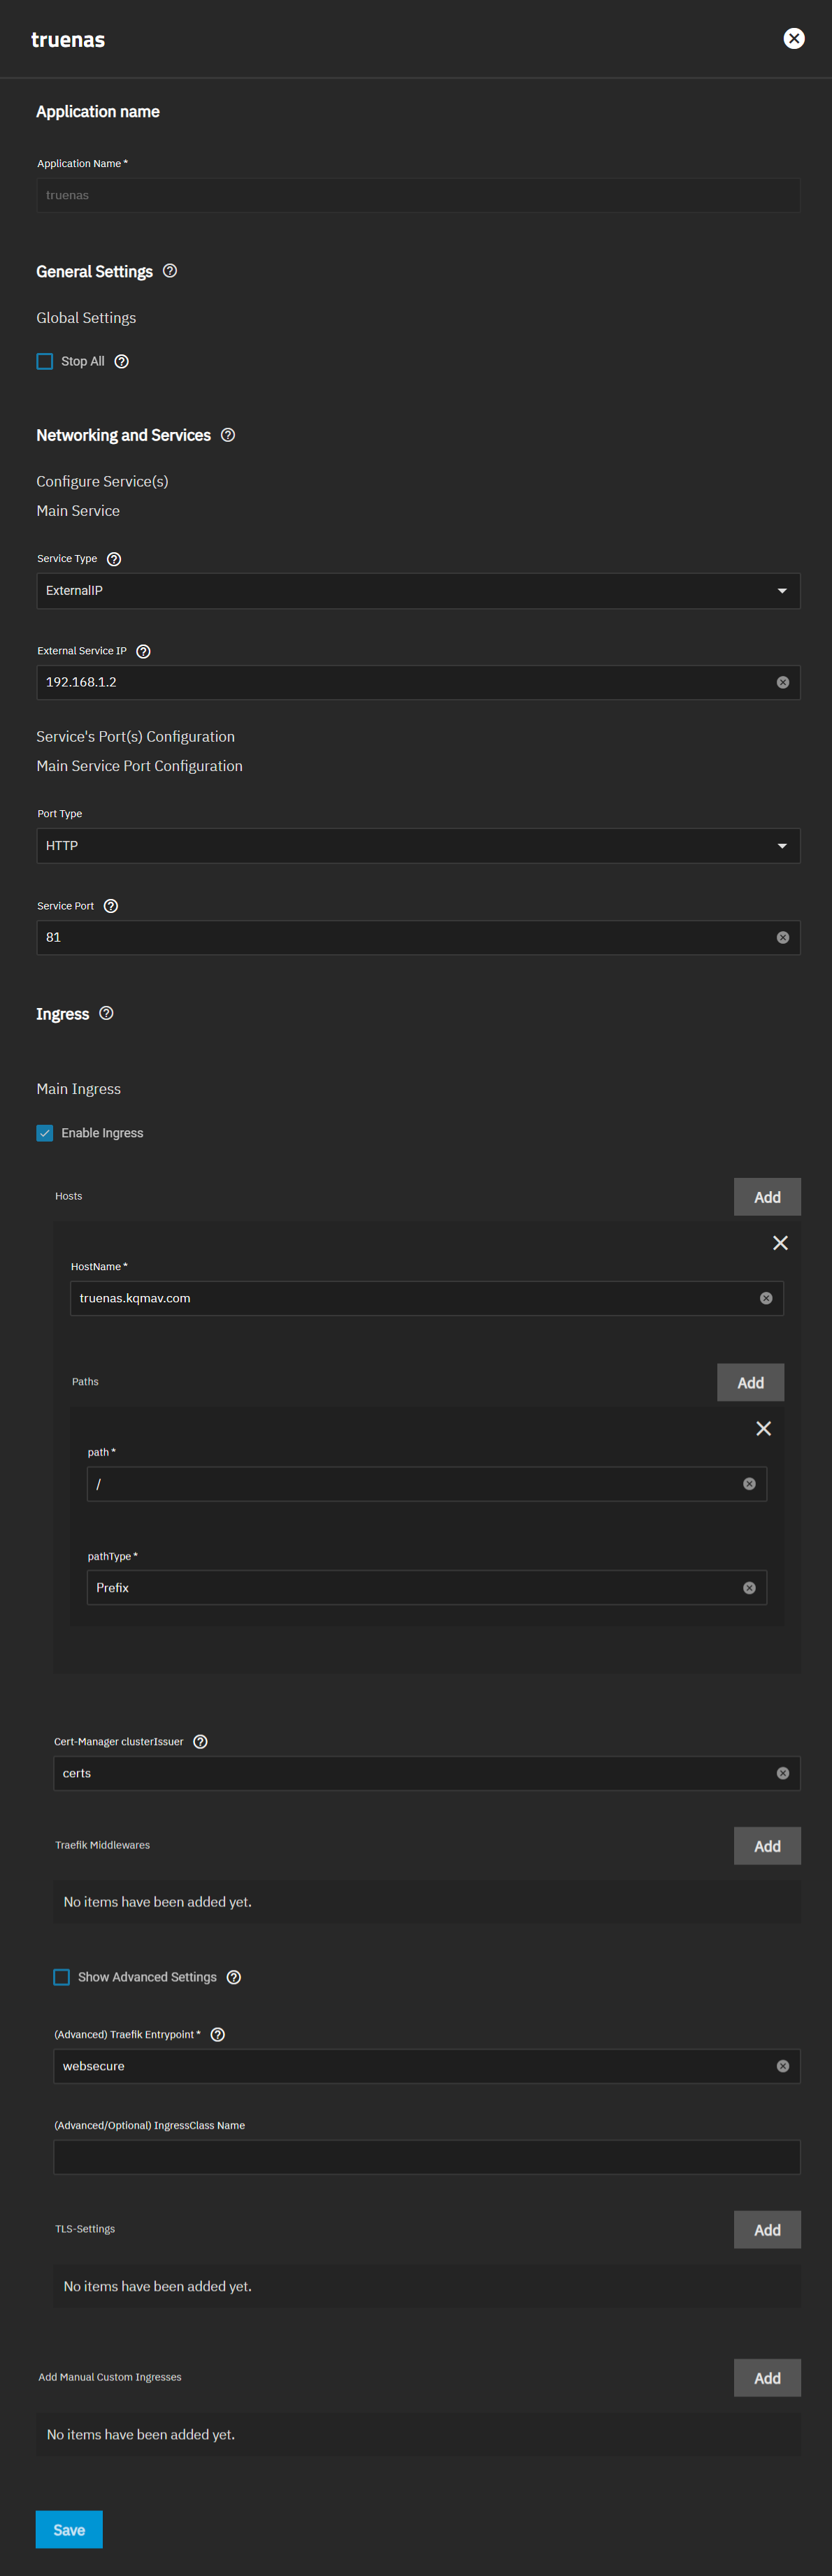 truenas
Application name
Application Name *
truenas
General Settings
Global Settings
Stop All
Networking and Services
Configure Service(s)
Main Service
Service Type
ExternalIP
External Service IP
192.168.1.2
Service's Port(s) Configuration
Main Service Port Configuration
Port Type
HTTP
Service Port
81
Ingress
Main Ingress
Enable Ingress
Hosts Add
HostName *
truenas.kqmav.com
Paths Add
path *
/
pathType *
Prefix
Cert-Manager clusterIssuer
certs
Traefik Middlewares Add
No items have been added yet.
Show Advanced Settings
(Advanced) Traefik Entrypoint *
websecure
(Advanced/Optional) IngressClass Name
TLS-Settings Add
No items have been added yet.
Add Manual Custom Ingresses Add
No items have been added yet.
Save